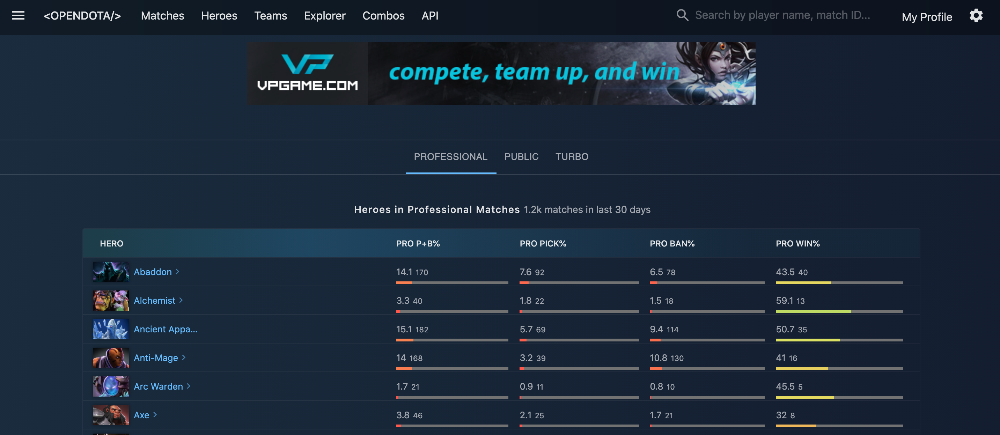 <OPENDOTA/> Matches Heroes Teams Explorer Combos API Search by player name, match ID... My Profile
VP
VPGAME.COM
compete, team up, and win
PROFESSIONAL PUBLIC TURBO
Heroes in Professional Matches 1.2k matches in last 30 days
HERO PRO P+B% PRO PICK% PRO BAN% PRO WIN%
Abaddon 14.1 170 7.6 92 6.5 78 43.5 40
Alchemist 3.3 40 1.8 22 1.5 18 59.1 13
Ancient Appa... 15.1 182 5.7 69 9.4 114 50.7 35
Anti-Mage 14 168 3.2 39 10.8 130 41 16
Arc Warden 1.7 21 0.9 11 0.8 10 45.5 5
Axe 3.8 46 2.1 25 1.7 21 32 8